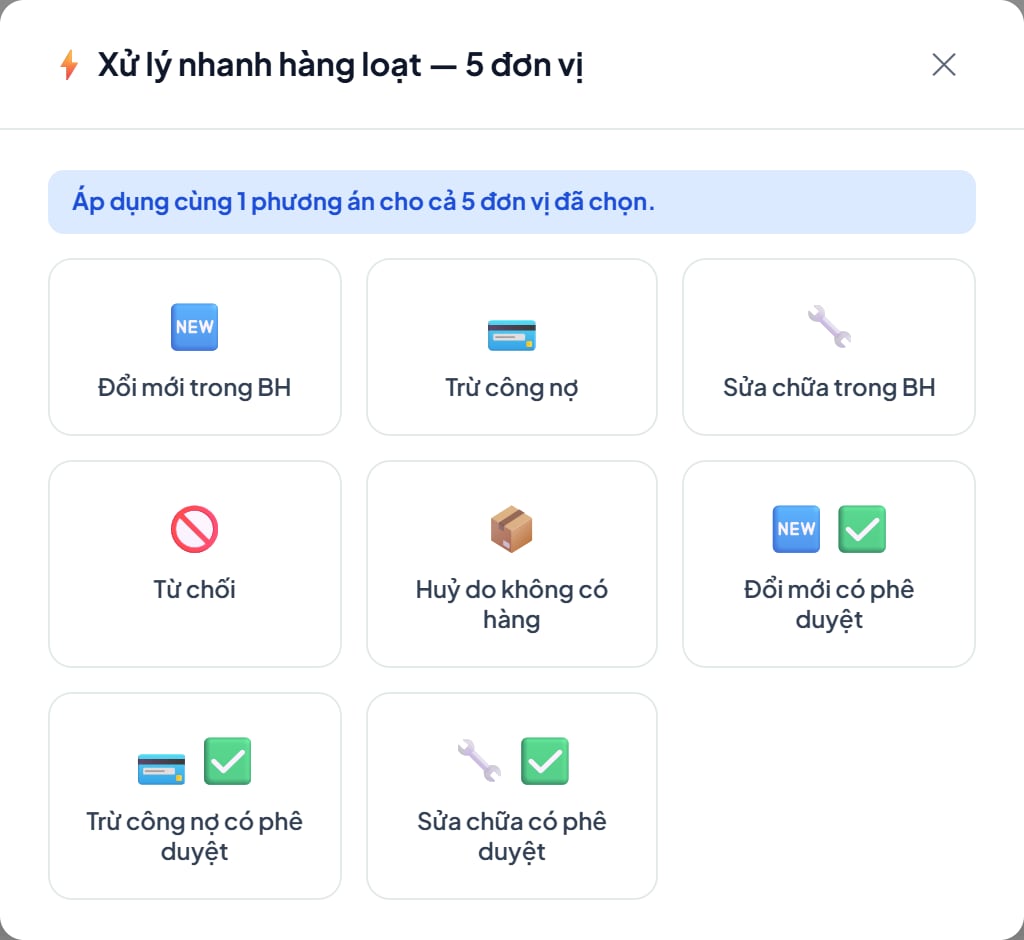 Xử lý nhanh hàng loạt — 5 đơn vị
Áp dụng cùng 1 phương án cho cả 5 đơn vị đã chọn.
NEW
Đổi mới trong BH
Trừ công nợ
Sửa chữa trong BH
Từ chối
Huỷ do không có
hàng
NEW
Đổi mới có phê
duyệt
Trừ công nợ có phê
duyệt
Sửa chữa có phê
duyệt